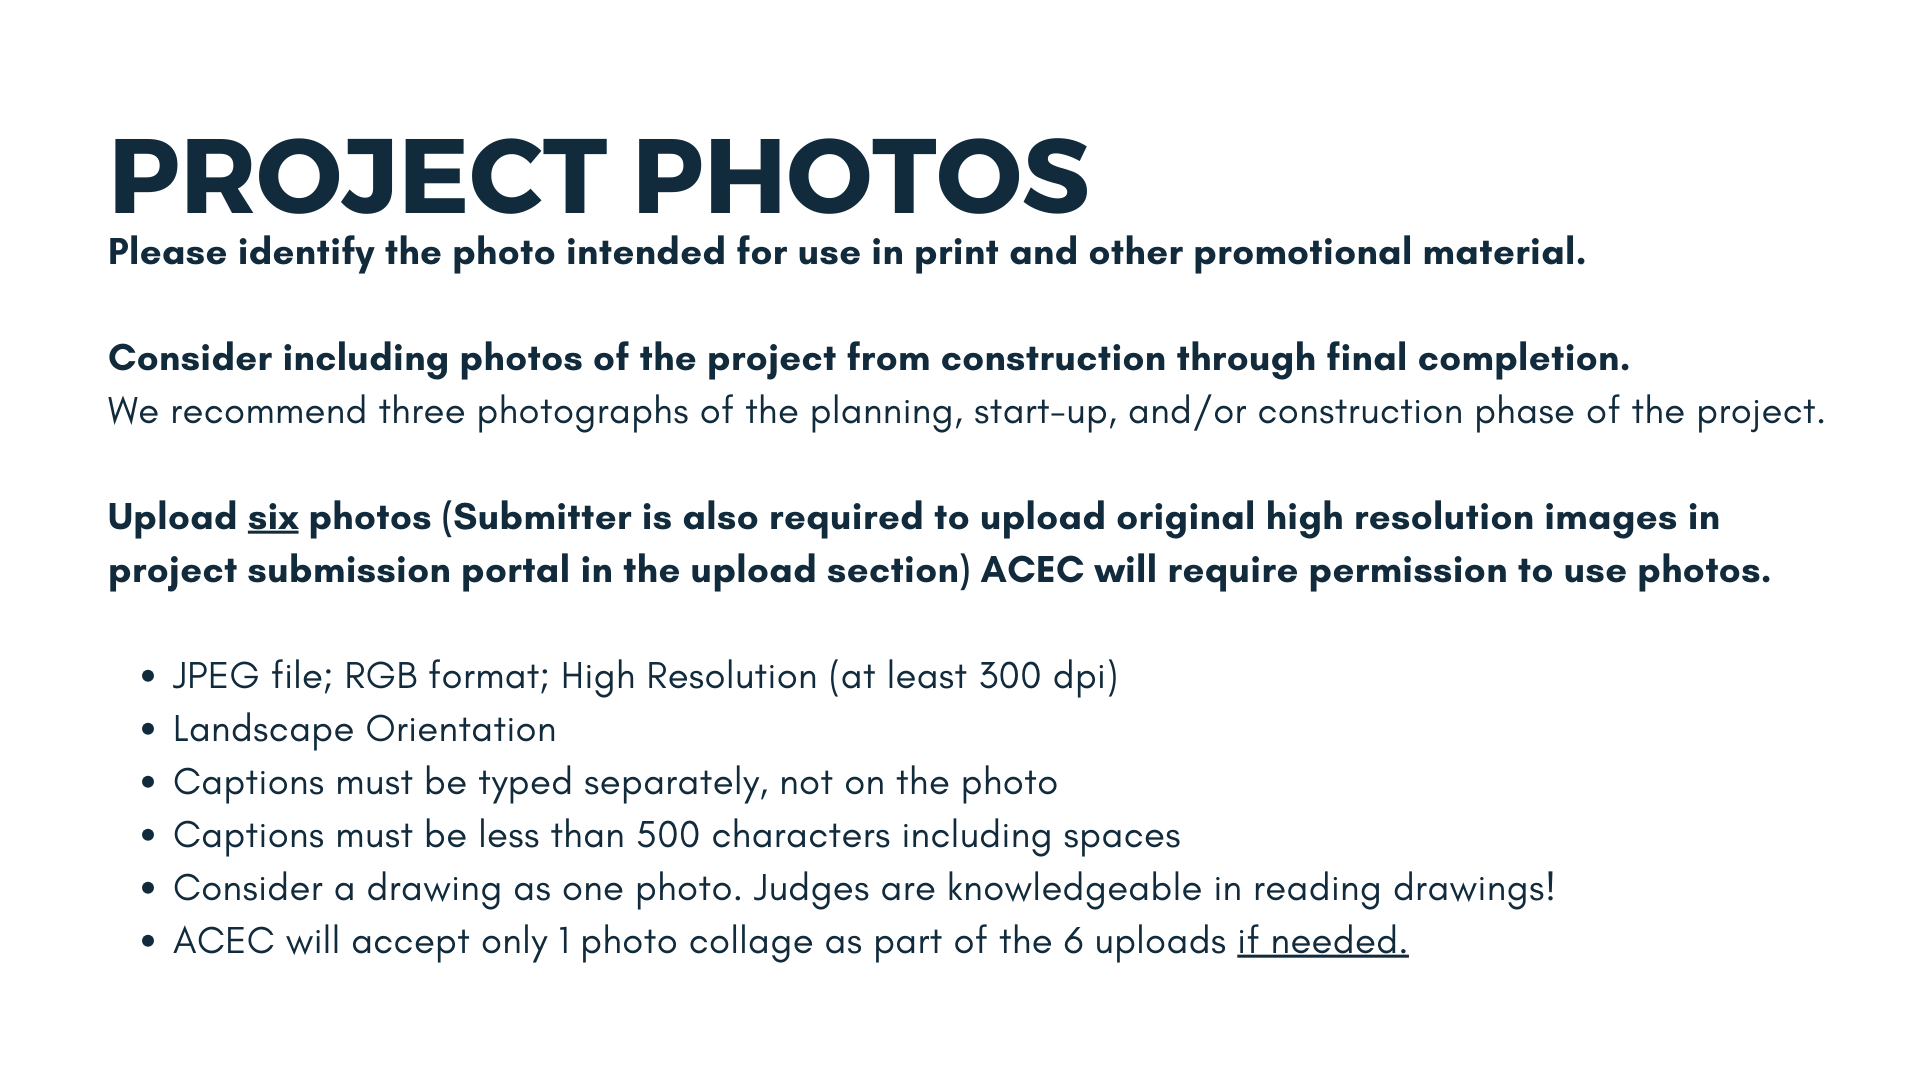 PROJECT PHOTOS
Please identify the photo intended for use in print and other promotional material.
Consider including photos of the project from construction through final completion.
We recommend three photographs of the planning, start-up, and/or construction phase of the project.
Upload six photos (Submitter is also required to upload original high resolution images in
project submission portal in the upload section) ACEC will require permission to use photos.
• JPEG file; RGB format; High Resolution (at least 300 dpi)
• Landscape Orientation
• Captions must be typed separately, not on the photo
• Captions must be less than 500 characters including spaces
• Consider a drawing as one photo. Judges are knowledgeable in reading drawings!
• ACEC will accept only 1 photo collage as part of the 6 uploads if needed.